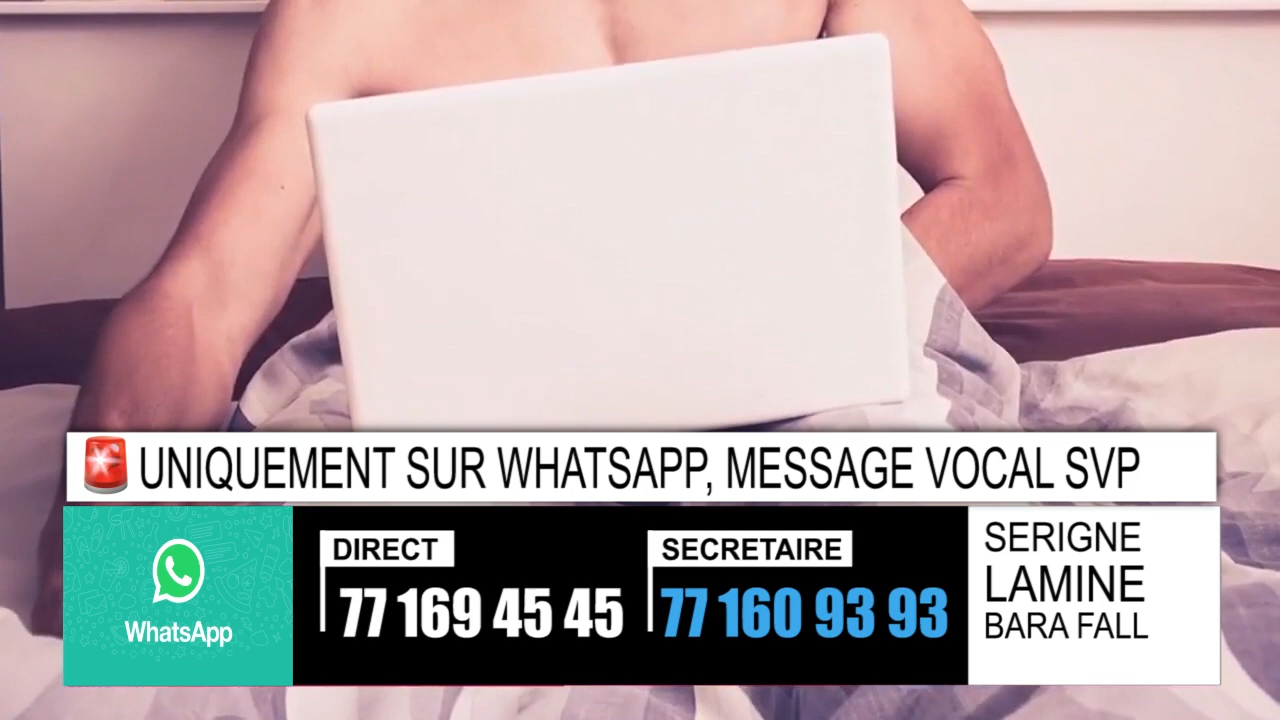 🚨UNIQUEMENT SUR WHATSAPP, MESSAGE VOCAL SVP
WhatsApp
DIRECT
77 169 45 45
SECRETAIRE
77 160 93 93
SERIGNE
LAMINE
BARA FALL